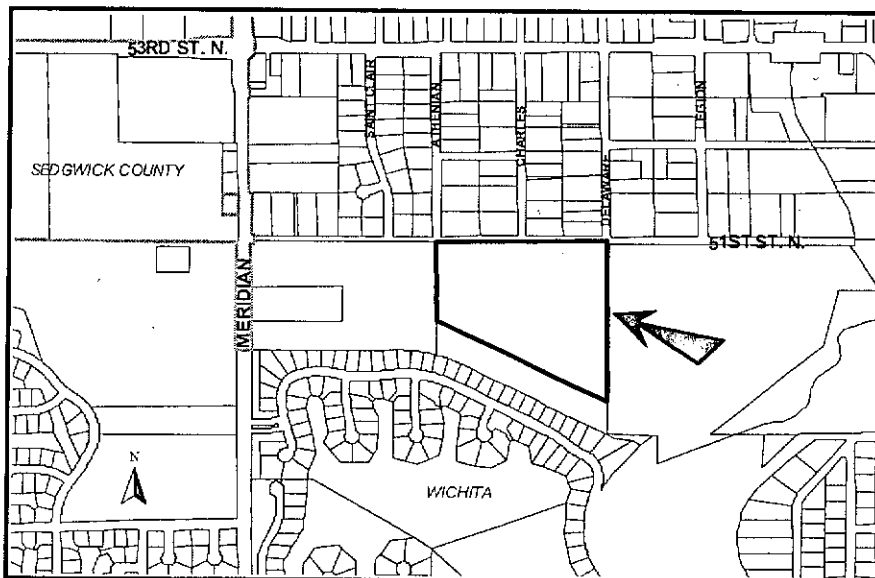 53RD ST. N.
SAINT CLAIR
ATHENIAN
CHARLES
LEGION
DELAWARE
SEDGWICK COUNTY
51ST ST. N.
MERIDIAN
N
WICHITA